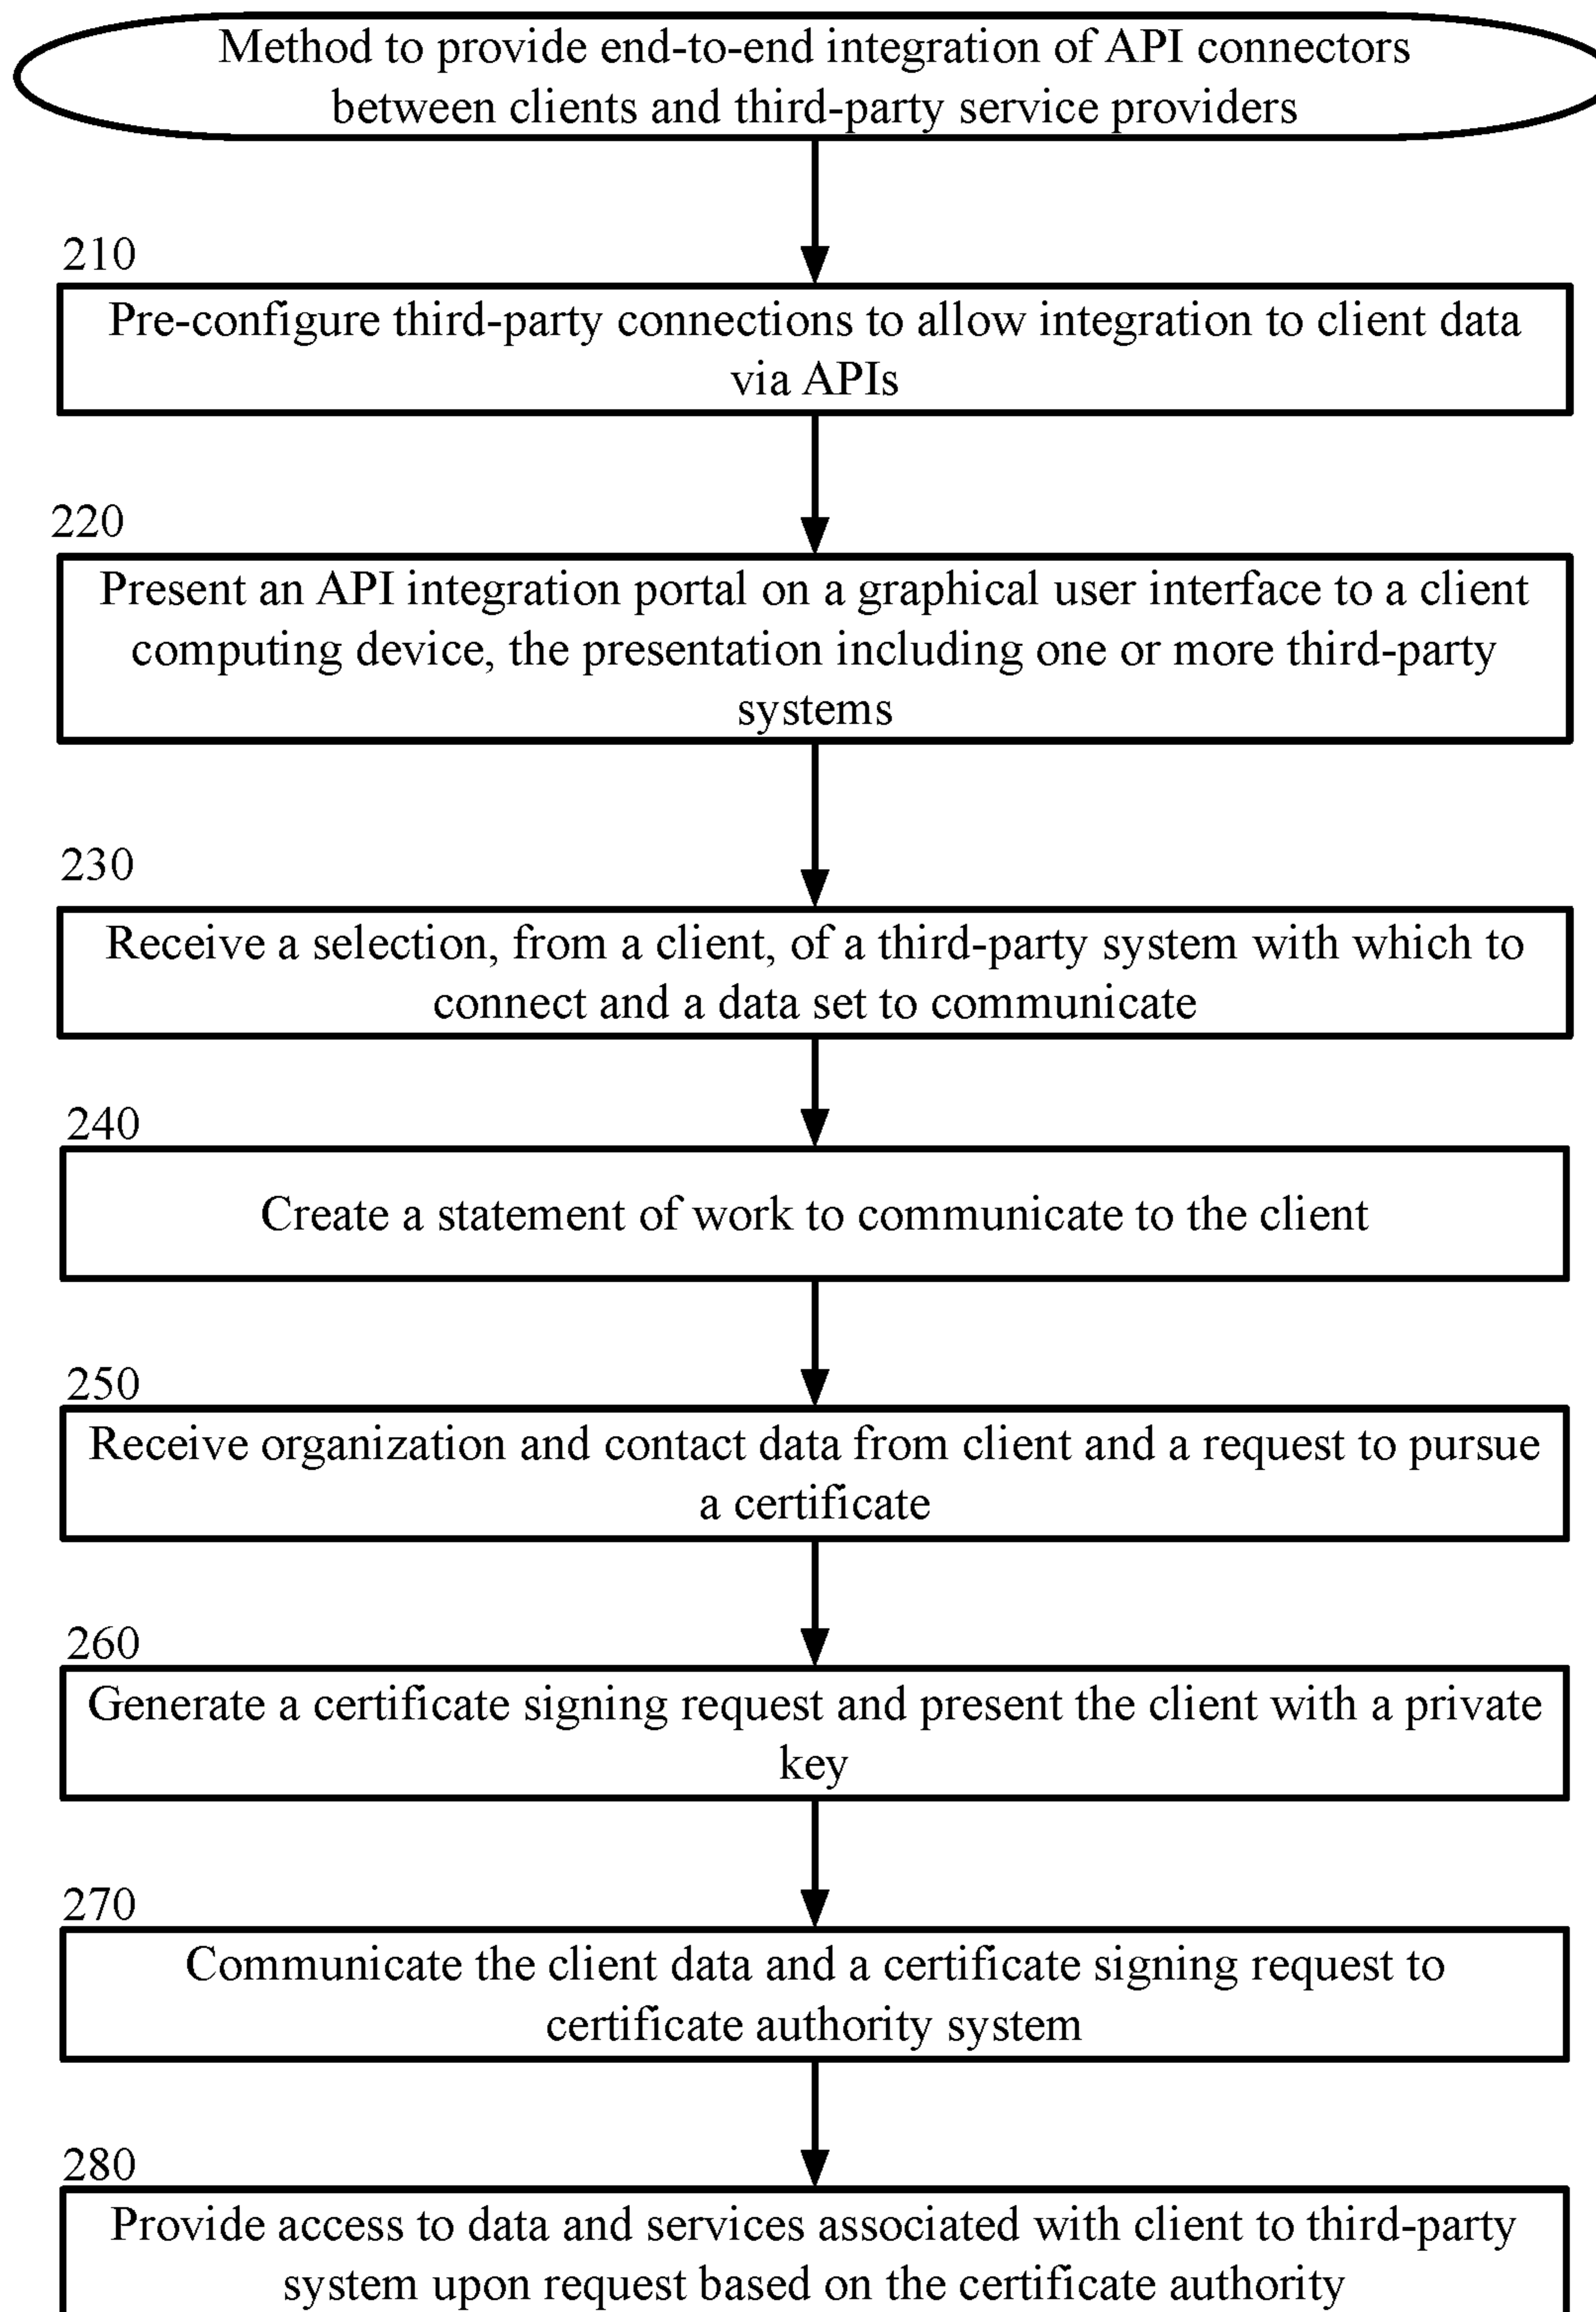 Method to provide end-to-end integration of API connectors
between clients and third-party service providers
210
Pre-configure third-party connections to allow integration to client data
via APIs
220
Present an API integration portal on a graphical user interface to a client
computing device, the presentation including one or more third-party
systems
230
Receive a selection, from a client, of a third-party system with which to
connect and a data set to communicate
240
Create a statement of work to communicate to the client
250
Receive organization and contact data from client and a request to pursue
a certificate
260
Generate a certificate signing request and present the client with a private
key
270
Communicate the client data and a certificate signing request to
certificate authority system
280
Provide access to data and services associated with client to third-party
system upon request based on the certificate authority